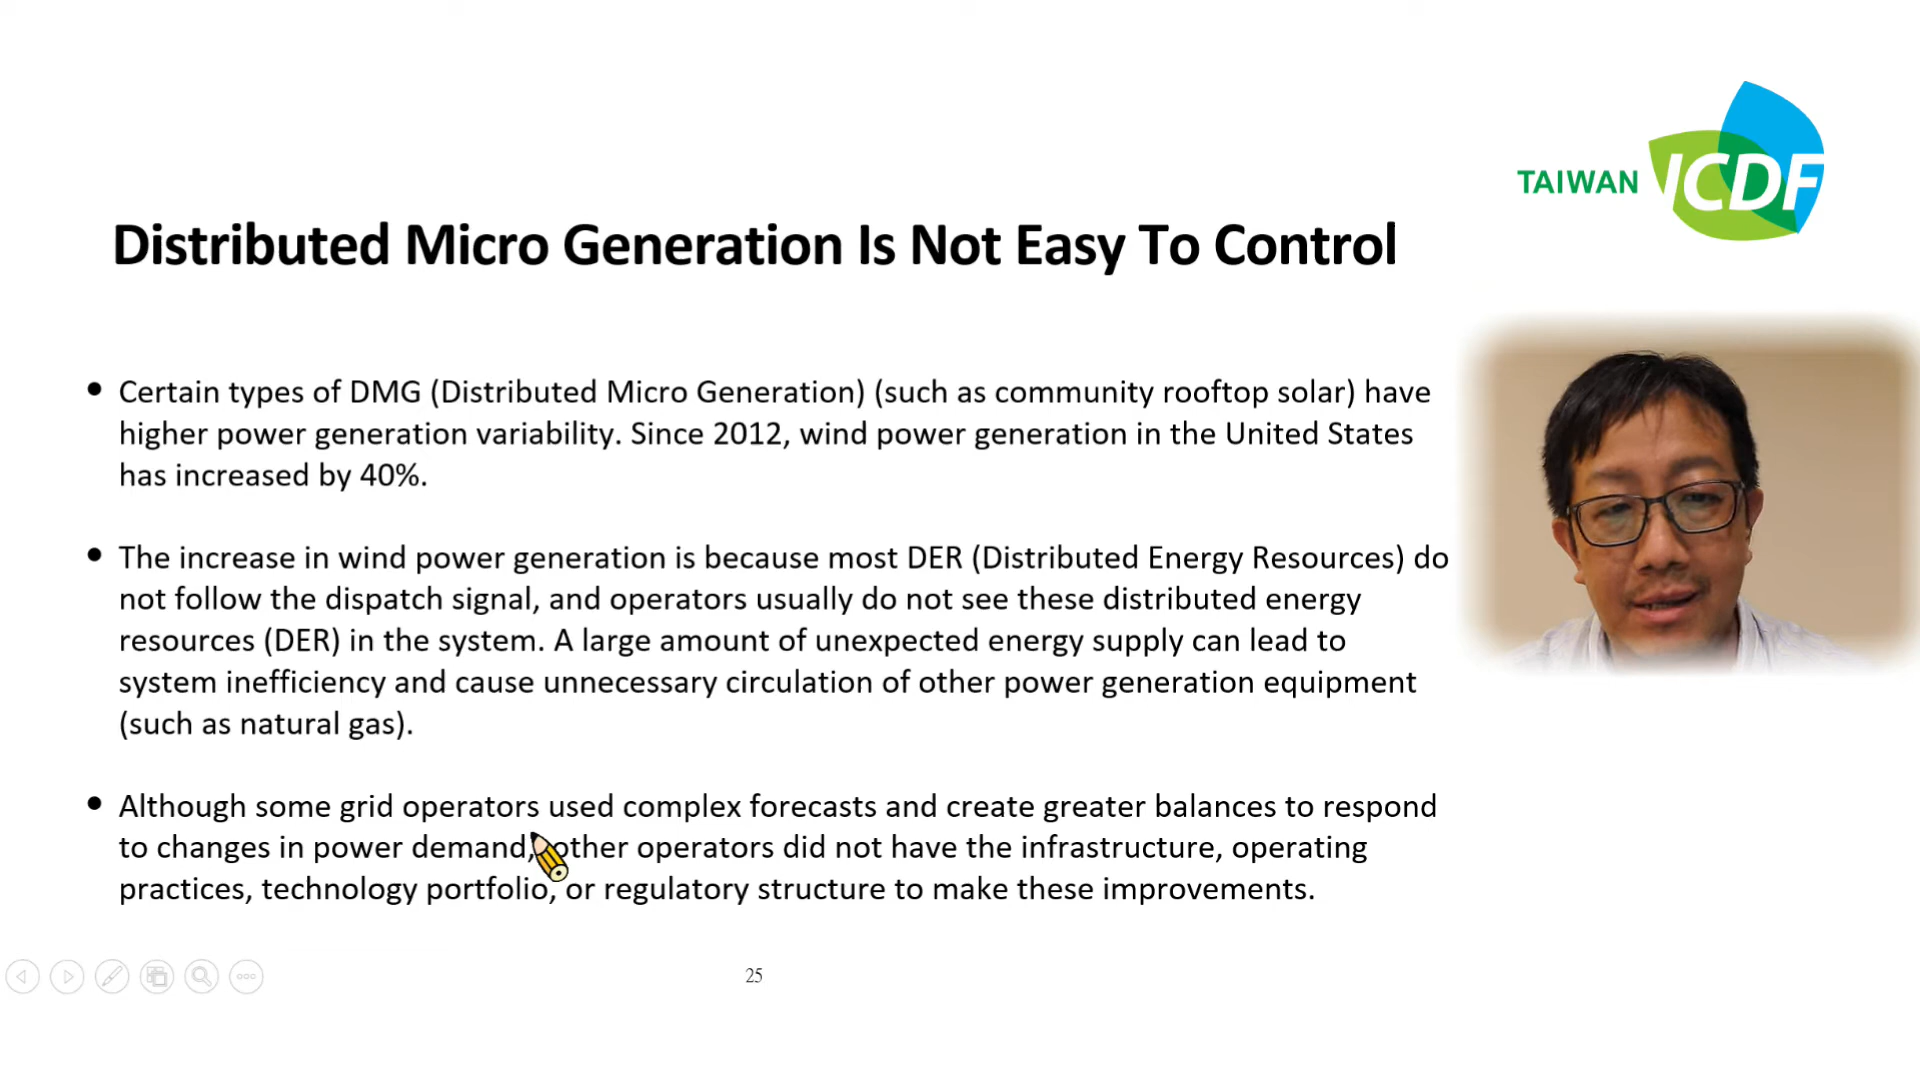 TAIWAN ICDF
Distributed Micro Generation Is Not Easy To Control
• Certain types of DMG (Distributed Micro Generation) (such as community rooftop solar) have
higher power generation variability. Since 2012, wind power generation in the United States
has increased by 40%.
• The increase in wind power generation is because most DER (Distributed Energy Resources) do
not follow the dispatch signal, and operators usually do not see these distributed energy
resources (DER) in the system. A large amount of unexpected energy supply can lead to
system inefficiency and cause unnecessary circulation of other power generation equipment
(such as natural gas).
• Although some grid operators used complex forecasts and create greater balances to respond
to changes in power demand, other operators did not have the infrastructure, operating
practices, technology portfolio, or regulatory structure to make these improvements.
25